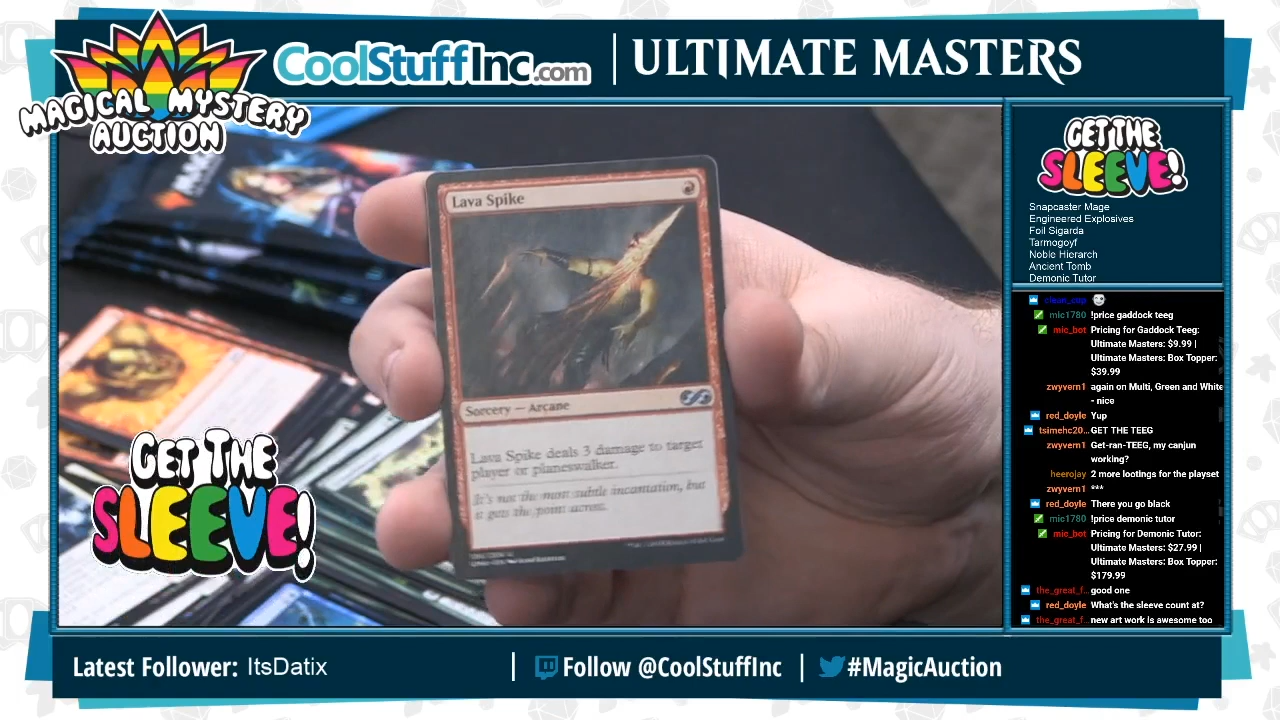 MAGICAL MYSTERY
AUCTION
CoolStuffInc.com
ULTIMATE MASTERS
Lava Spike
Sorcery — Arcane
Lava Spike deals 3 damage to target
player or planeswalker.
It's not the most subtle incantation, but
it gets the point across.
GET THE
SLEEVE!
GET THE
SLEEVE!
Snapcaster Mage
Engineered Explosives
Foil Sigarda
Tarmogoyf
Noble Hierarch
Ancient Tomb
Demonic Tutor
clean_cup
mic1780 !price gaddock teeg
mic_bot Pricing for Gaddock Teeg:
Ultimate Masters: $9.99 |
Ultimate Masters: Box Topper:
$39.99
zwyvern1 again on Multi, Green and White
- nice
red_doyle Yup
tsimehc20... GET THE TEEG
zwyvern1 Get-ran-TEEG, my canjun
working?
heerojay 2 more lootings for the playset
zwyvern1 ***
red_doyle There you go black
mic1780 !price demonic tutor
mic_bot Pricing for Demonic Tutor:
Ultimate Masters: $27.99 |
Ultimate Masters: Box Topper:
$179.99
the_great_f... good one
red_doyle What's the sleeve count at?
the_great_f... new art work is awesome too
Latest Follower: ItsDatix
Follow @CoolStuffInc
#MagicAuction